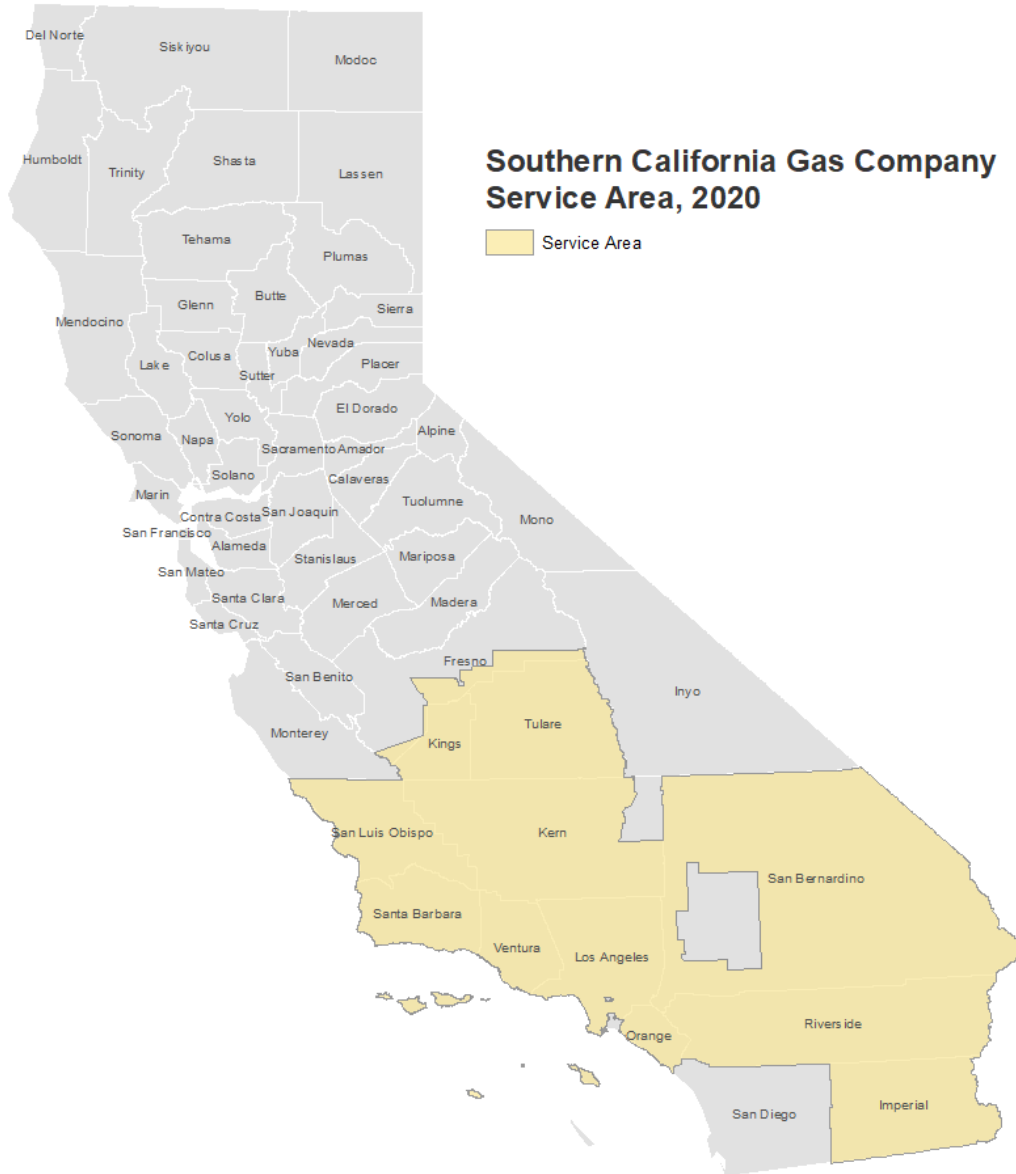 Del Norte
Siskiyou
Modoc
Humboldt
Trinity
Shasta
Lassen
Southern California Gas Company
Service Area, 2020
Service Area
Tehama
Plumas
Glenn
Butte
Sierra
Mendocino
Lake
Colusa
Yuba
Nevada
Sutter
Placer
Yolo
El Dorado
Sonoma
Napa
Sacramento
Amador
Alpine
Solano
Calaveras
Marin
Tuolumne
Contra Costa
San Joaquin
Mono
San Francisco
Alameda
Stanislaus
Mariposa
San Mateo
Santa Clara
Merced
Madera
Santa Cruz
Fresno
San Benito
Inyo
Monterey
Kings
Tulare
San Luis Obispo
Kern
San Bernardino
Santa Barbara
Ventura
Los Angeles
Orange
Riverside
San Diego
Imperial